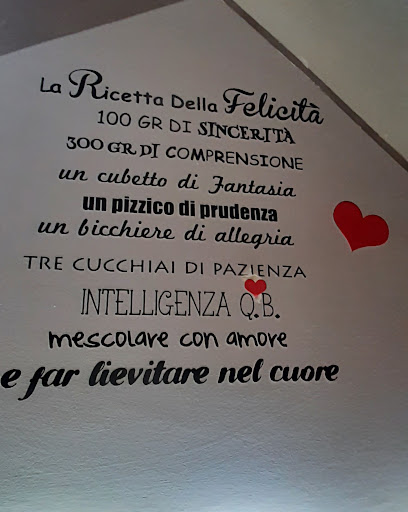 La Ricetta Della Felicità
100 GR DI SINCERITÀ
300 GR DI COMPRENSIONE
un cubetto di Fantasia
un pizzico di prudenza
un bicchiere di allegria
TRE CUCCHIAI DI PAZIENZA
INTELLIGENZA Q.B.
mescolare con amore
e far lievitare nel cuore